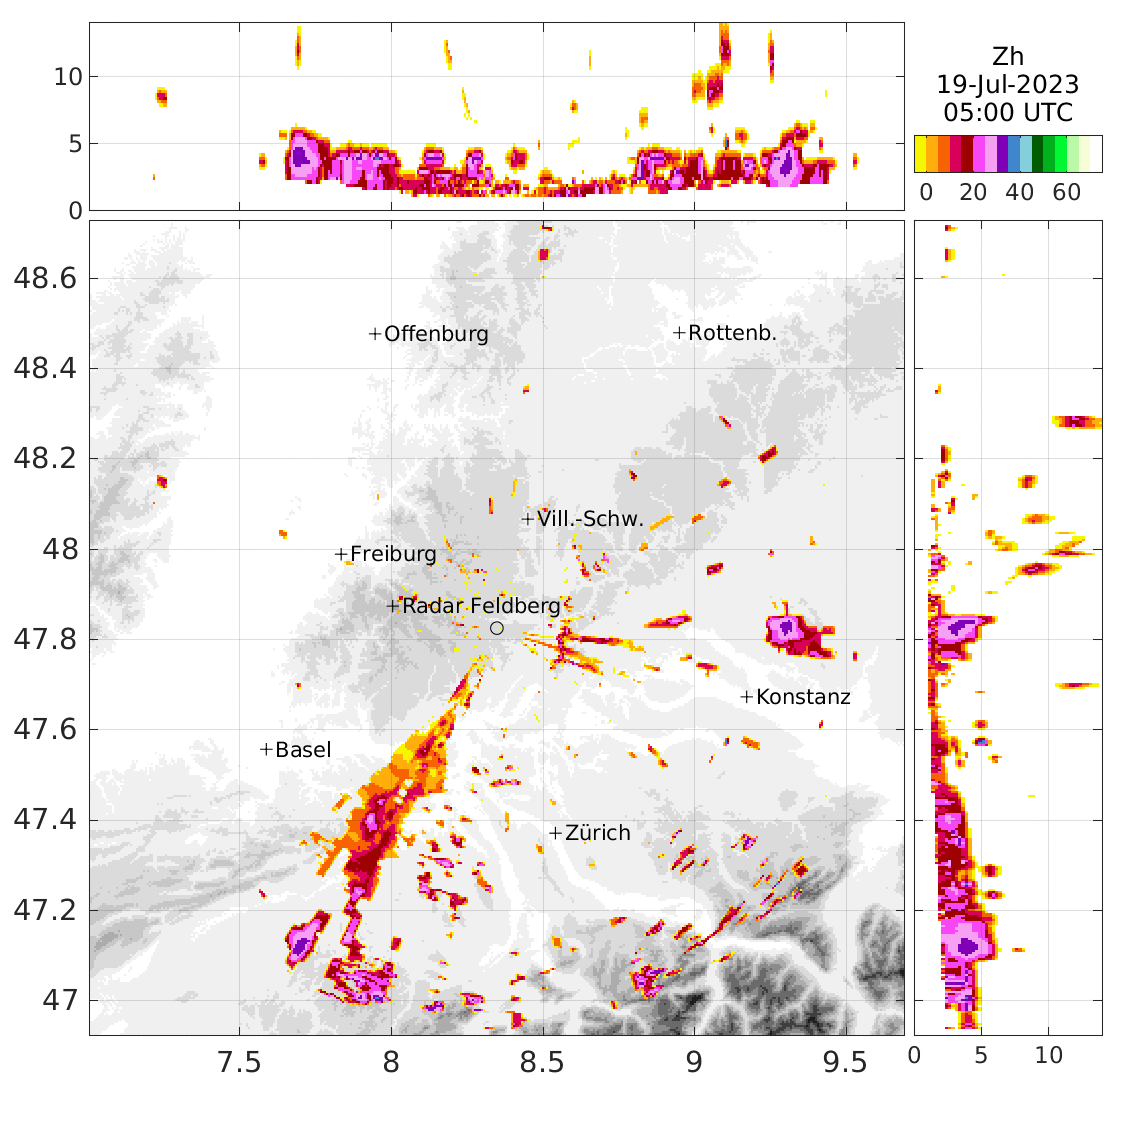 10
5
0
Zh
19-Jul-2023
05:00 UTC
0 20 40 60
48.6
48.4
48.2
48
47.8
47.6
47.4
47.2
47
+Offenburg
+Rottenb.
+Vill.-Schw.
+Freiburg
+Radar Feldberg
+Konstanz
+Basel
+Zürich
7.5 8 8.5 9 9.5
0 5 10